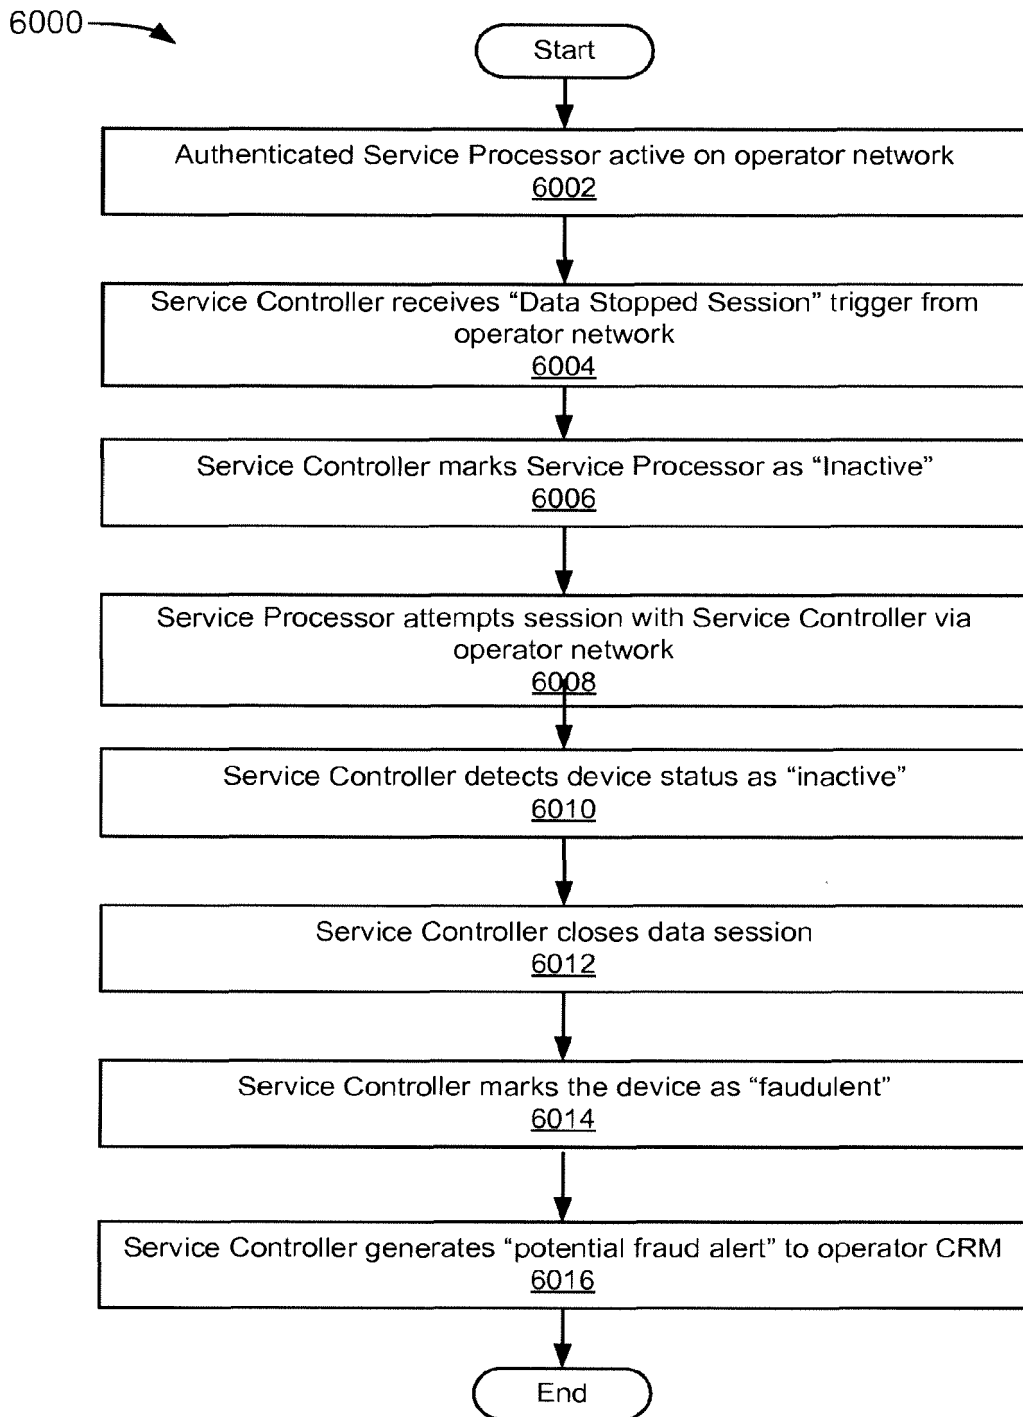 6000
Start
Authenticated Service Processor active on operator network
6002
Service Controller receives “Data Stopped Session” trigger from
operator network
6004
Service Controller marks Service Processor as “Inactive”
6006
Service Processor attempts session with Service Controller via
operator network
6008
Service Controller detects device status as “inactive”
6010
Service Controller closes data session
6012
Service Controller marks the device as “faudulent”
6014
Service Controller generates “potential fraud alert” to operator CRM
6016
End